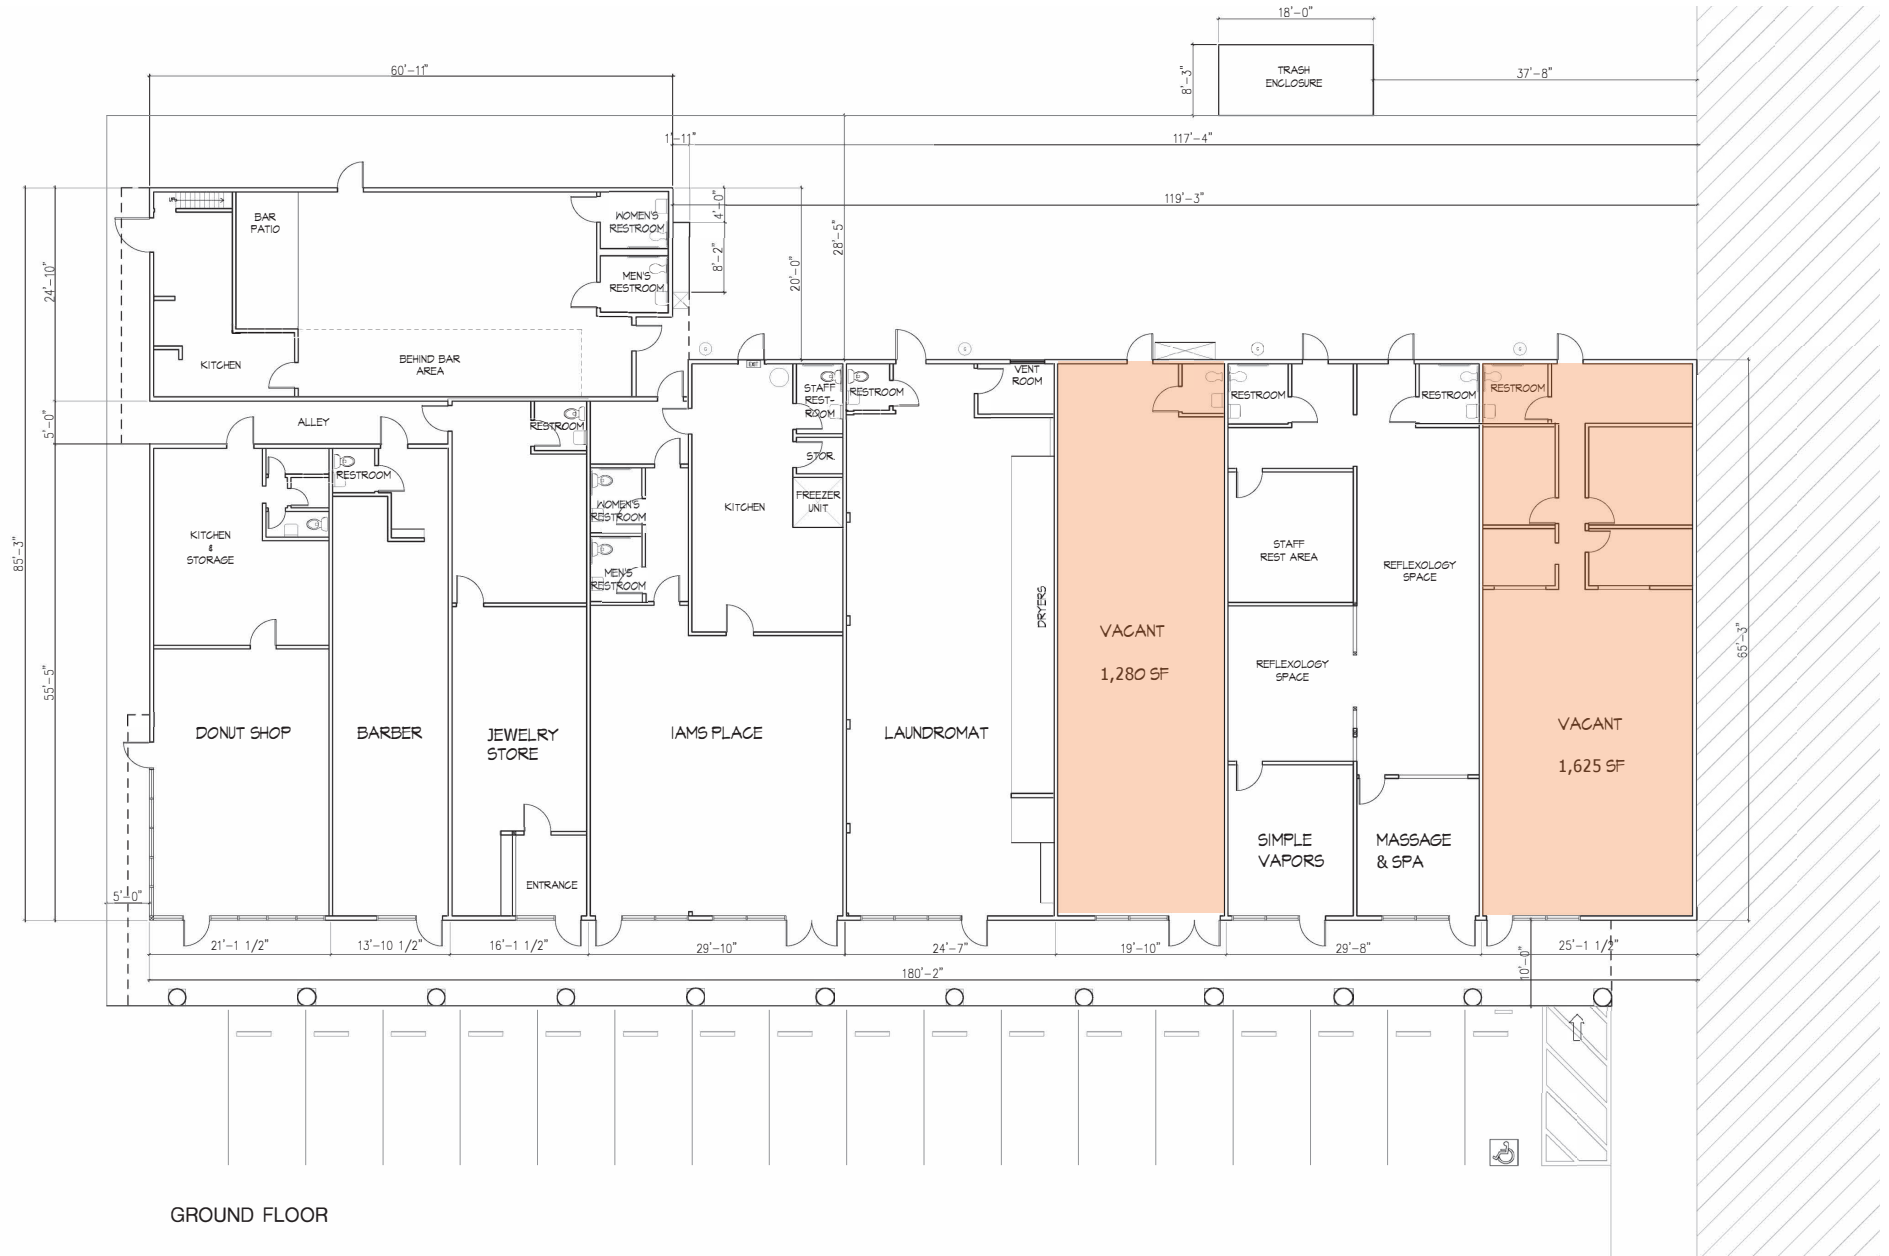 18'-0"
TRASH
ENCLOSURE
8'-3"
37'-8"
60'-11"
1'-11"
117'-4"
119'-3"
4'-0"
8'-2"
20'-0"
28'-5"
UP
BAR
PATIO
WOMEN'S
RESTROOM
MEN'S
RESTROOM
24'-10"
KITCHEN
BEHIND BAR
AREA
5'-0"
ALLEY
85'-3"
55'-5"
RESTROOM
RESTROOM
KITCHEN
&
STORAGE
WOMEN'S
RESTROOM
MEN'S
RESTROOM
KITCHEN
STAFF
REST-
ROOM
STOR.
FREEZER
UNIT
RESTROOM
VENT
ROOM
DRYERS
RESTROOM
RESTROOM
RESTROOM
STAFF
REST AREA
REFLEXOLOGY
SPACE
REFLEXOLOGY
SPACE
VACANT
1,280 SF
65'-3"
DONUT SHOP
BARBER
JEWELRY
STORE
IAMS PLACE
LAUNDROMAT
VACANT
1,625 SF
SIMPLE
VAPORS
MASSAGE
& SPA
ENTRANCE
5'-0"
21'-1 1/2"
13'-10 1/2"
16'-1 1/2"
29'-10"
24'-7"
19'-10"
29'-8"
25'-1 1/2"
180'-2"
10'-0"
GROUND FLOOR